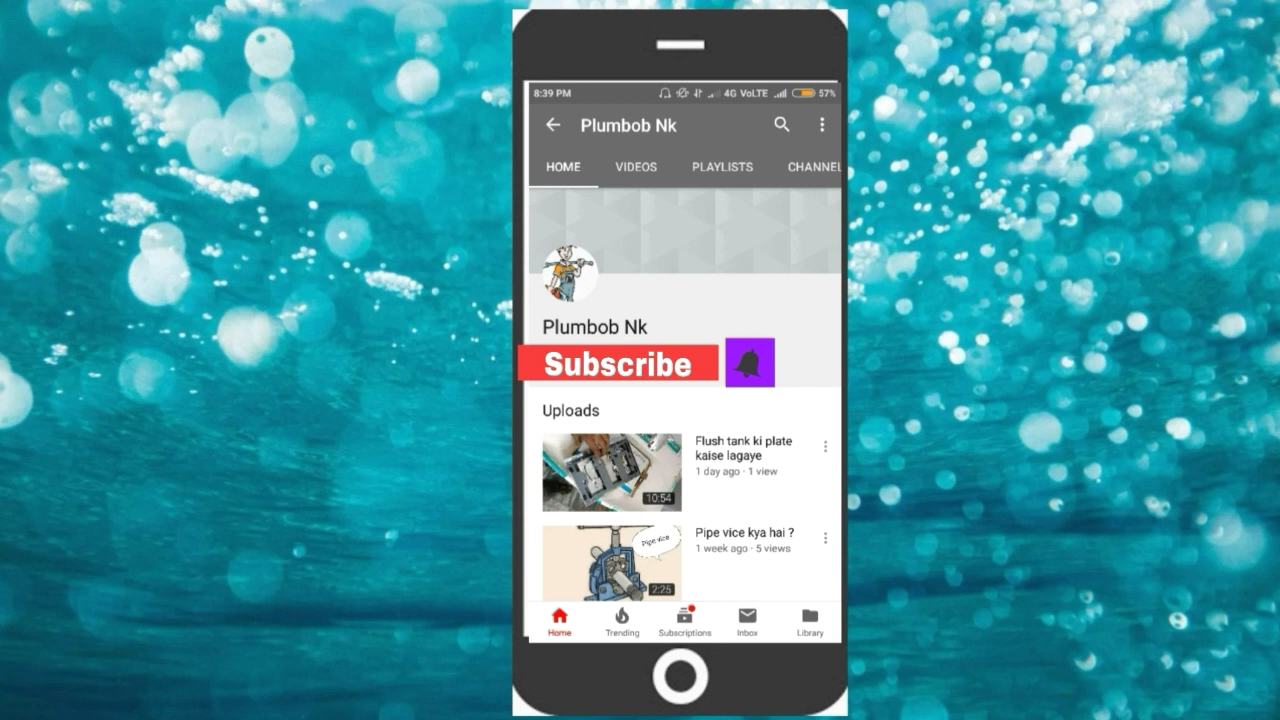 8:39 PM 4G VoLTE 57%
Plumbob Nk
HOME VIDEOS PLAYLISTS CHANNEL
Plumbob Nk
Subscribe
Uploads
Flush tank ki plate
kaise lagaye
1 day ago · 1 view
10:54
Pipe vice kya hai ?
1 week ago · 5 views
Pipe vice
2:25
Home Trending Subscriptions Inbox Library